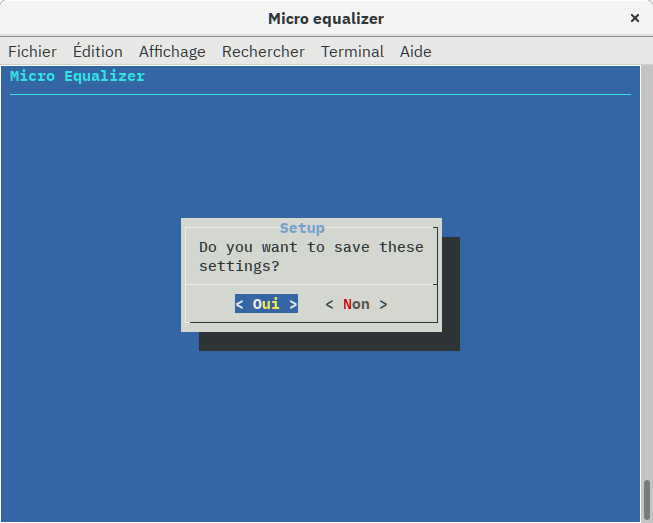 Micro equalizer ×
Fichier Édition Affichage Rechercher Terminal Aide
Micro Equalizer
Setup
Do you want to save these
settings?
< Oui > < Non >